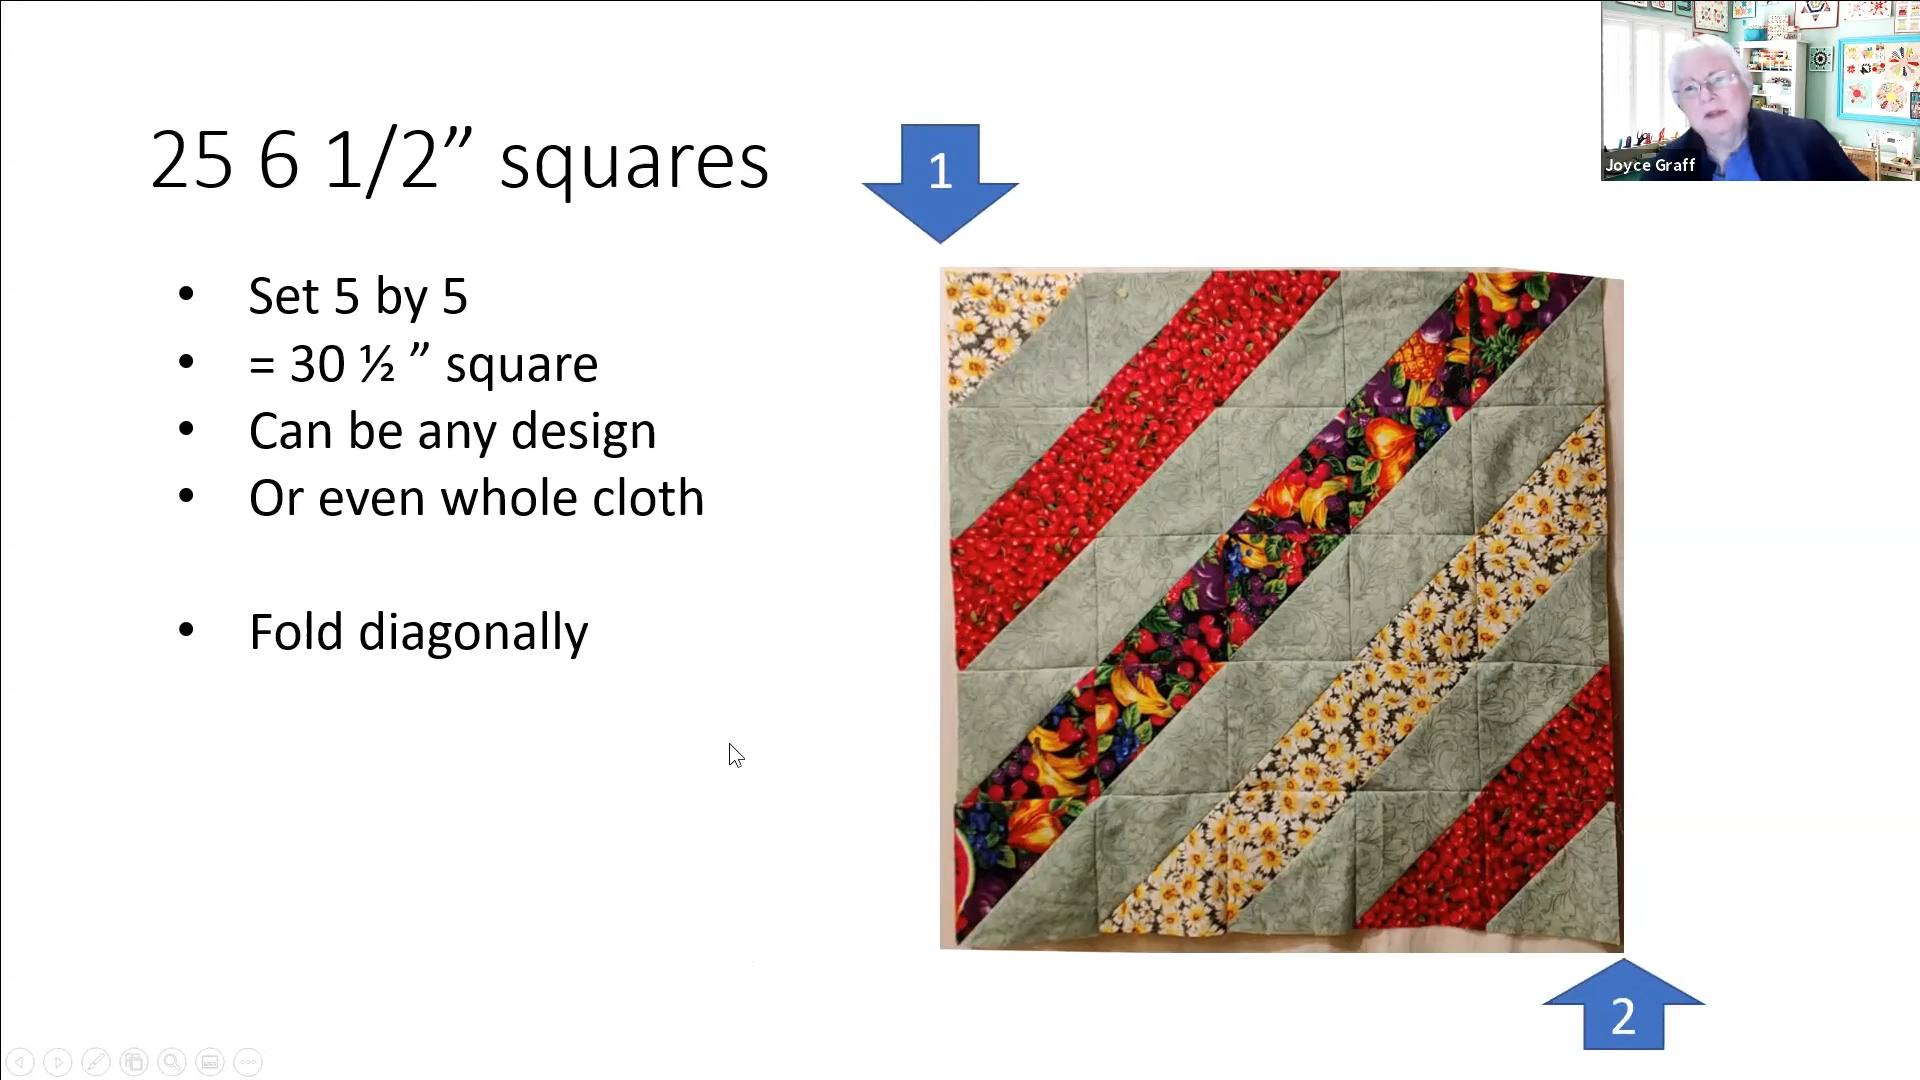 Joyce Graff
25 6 1/2” squares
1
• Set 5 by 5
• = 30 ½ ” square
• Can be any design
• Or even whole cloth
• Fold diagonally
2